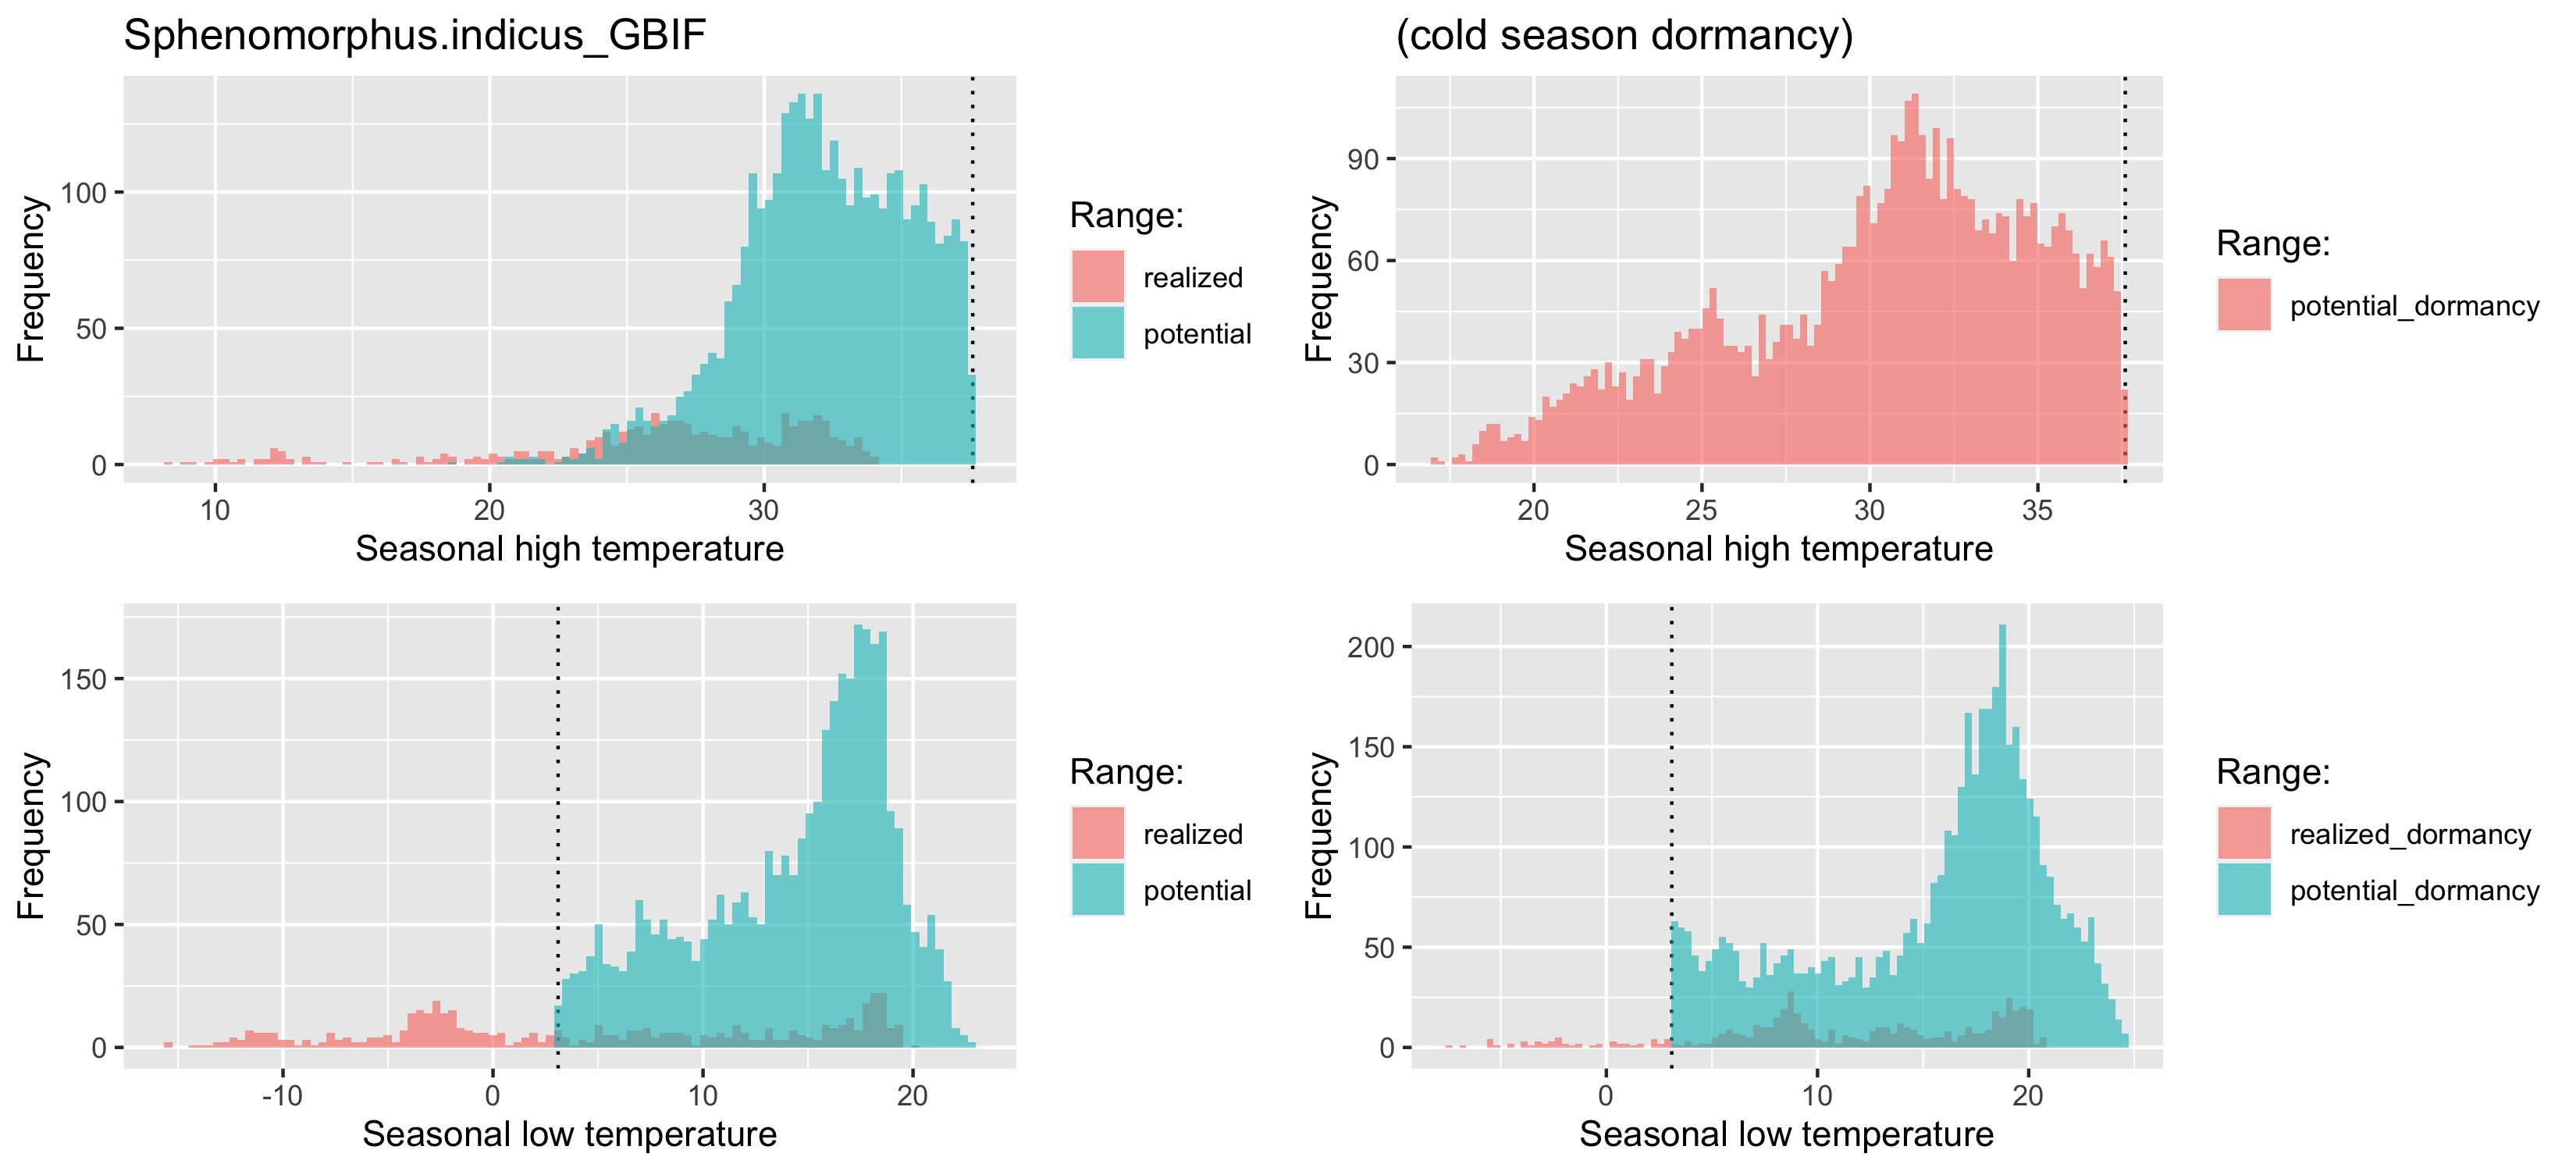 Sphenomorphus.indicus_GBIF
100
50
0
Frequency
10
20
30
Seasonal high temperature
Range:
realized
potential
(cold season dormancy)
90
60
30
0
Frequency
20
25
30
35
Seasonal high temperature
Range:
potential_dormancy
150
100
50
0
Frequency
-10
0
10
20
Seasonal low temperature
Range:
realized
potential
200
150
100
50
0
Frequency
0
10
20
Seasonal low temperature
Range:
realized_dormancy
potential_dormancy